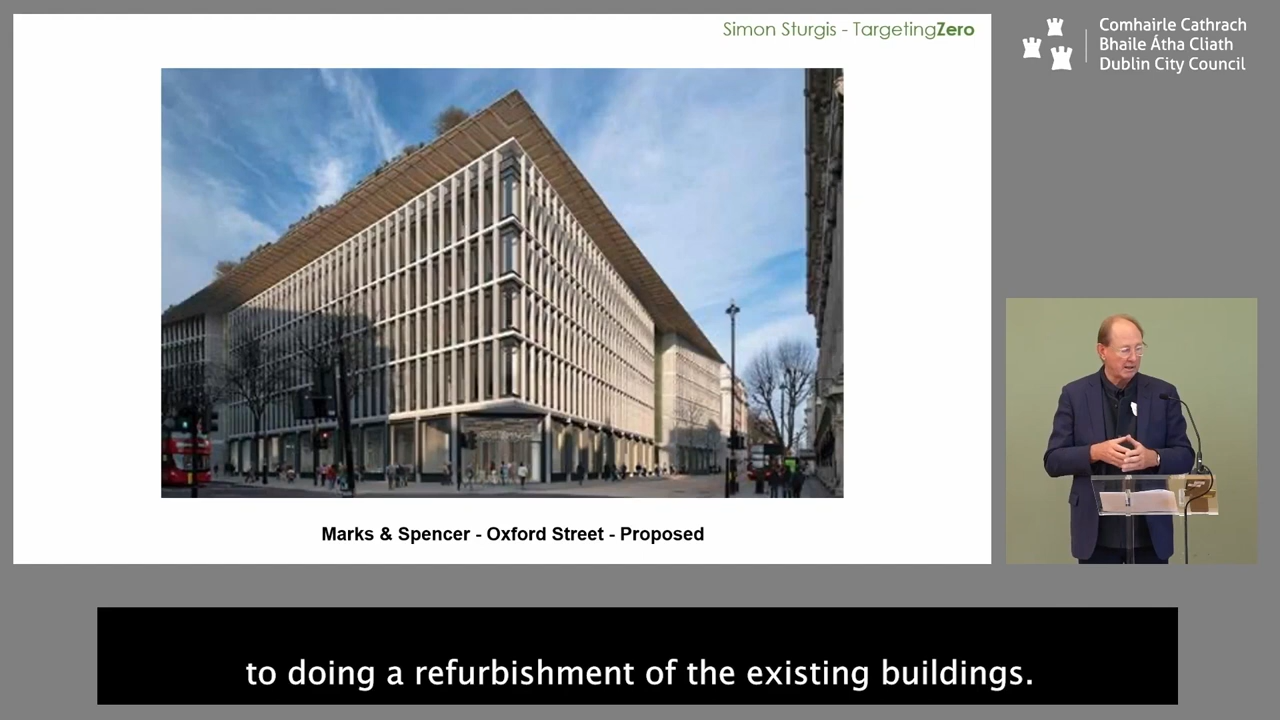 Simon Sturgis - TargetingZero
Comhairle Cathrach
Bhaile Átha Cliath
Dublin City Council
Marks & Spencer - Oxford Street - Proposed
to doing a refurbishment of the existing buildings.